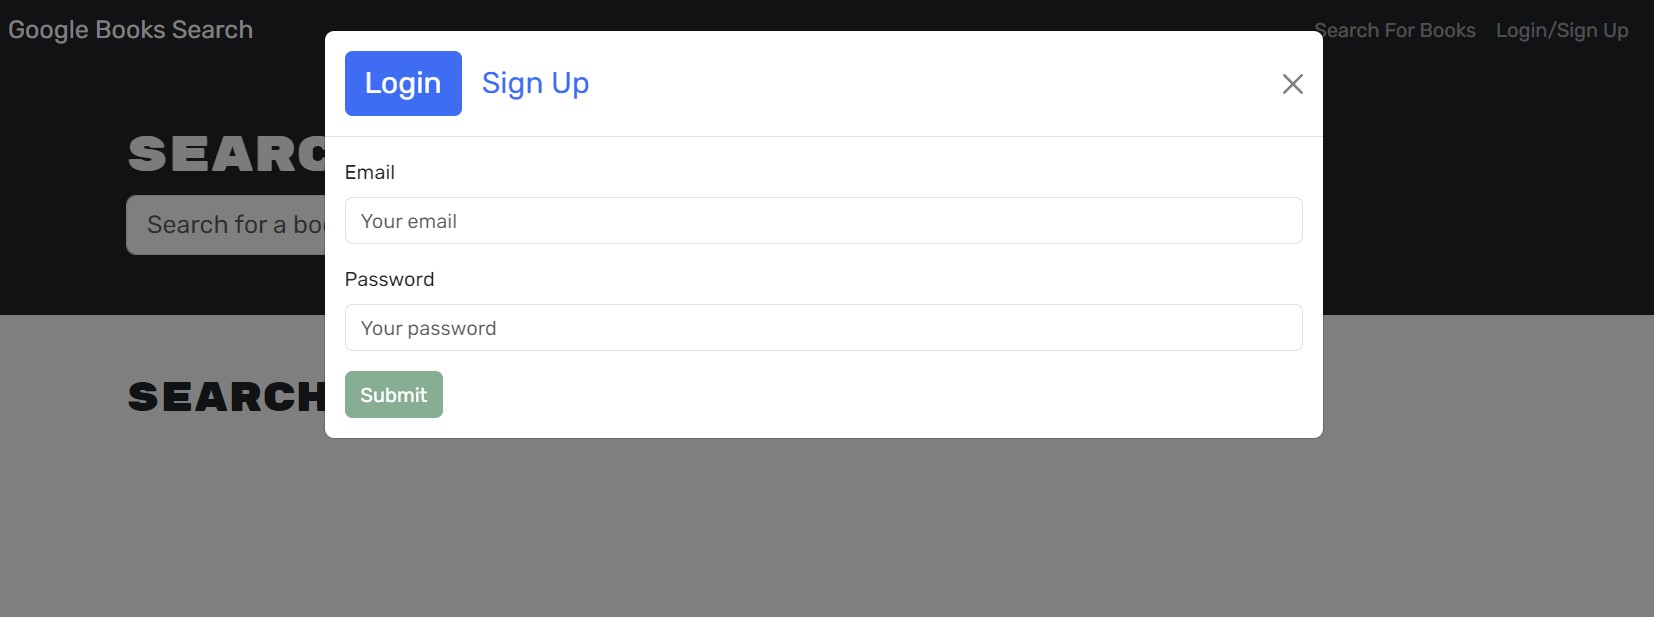 Google Books Search
Search For Books Login/Sign Up
Login Sign Up
SEARC
Search for a bo
Email
Your email
Password
Your password
SEARCH
Submit